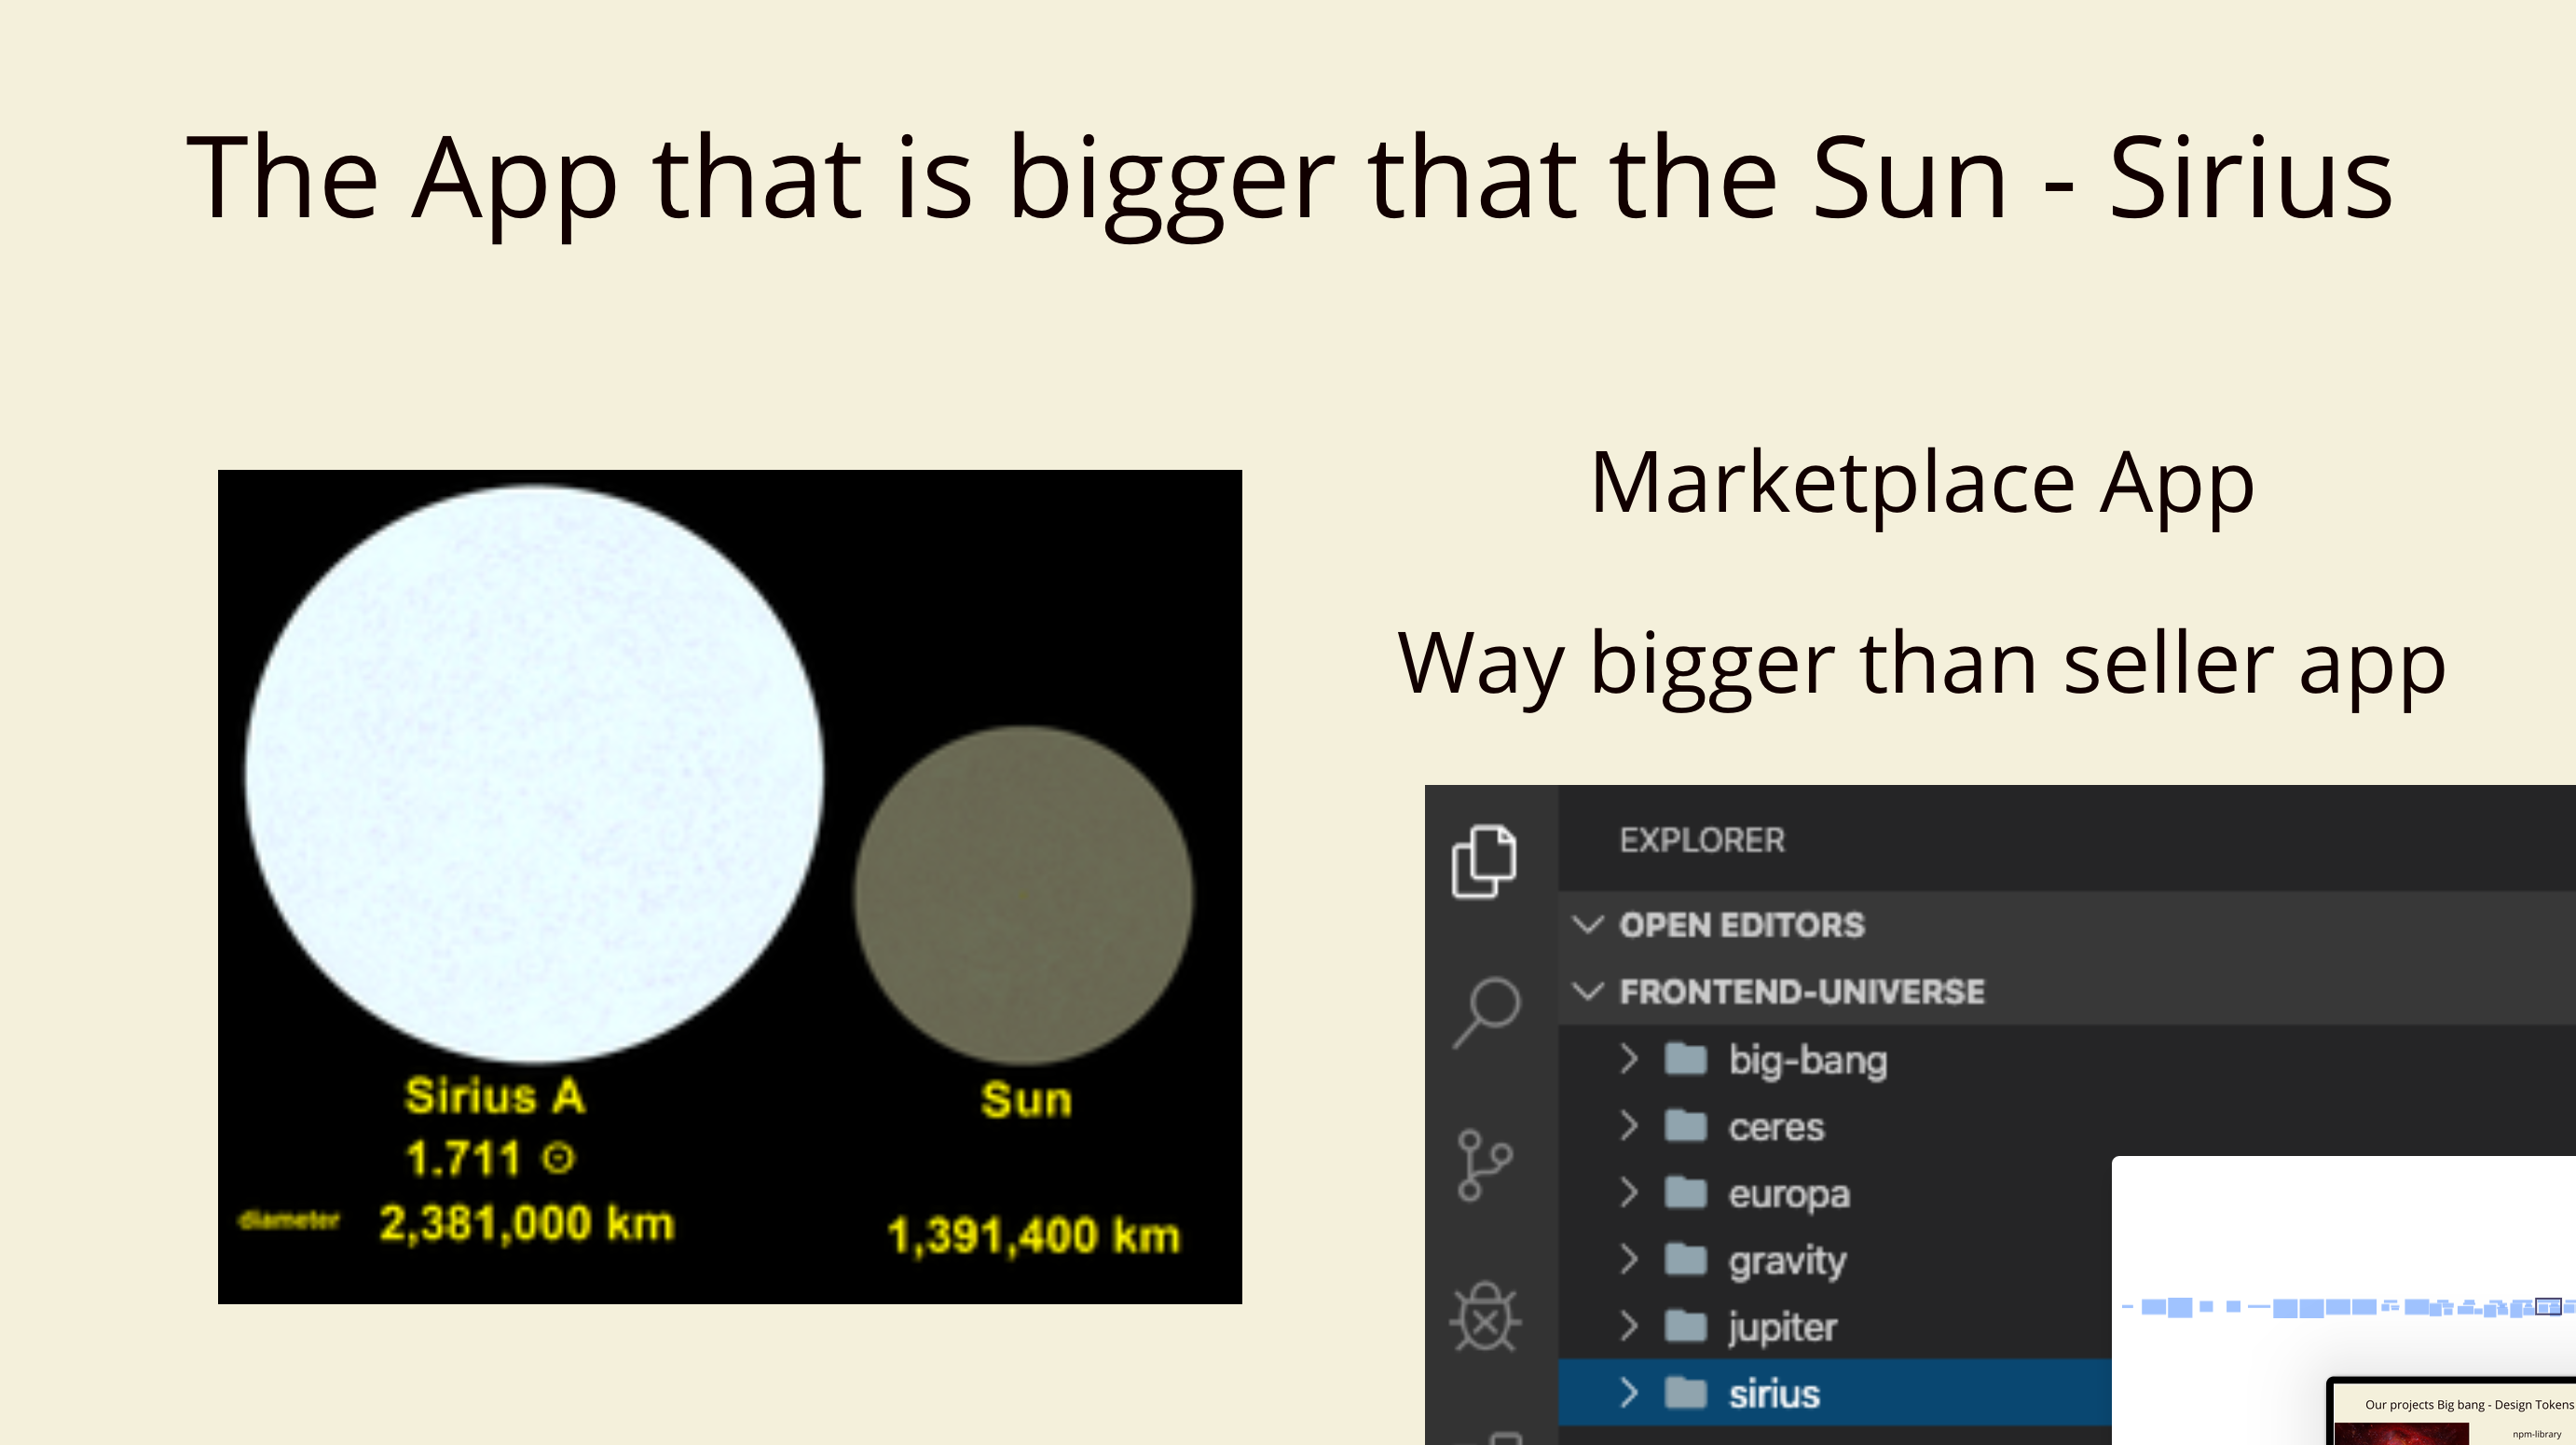 The App that is bigger that the Sun - Sirius
Marketplace App
Way bigger than seller app
Sirius A
1.711 ☉
diameter 2,381,000 km
Sun
1,391,400 km
EXPLORER
OPEN EDITORS
FRONTEND-UNIVERSE
big-bang
ceres
europa
gravity
jupiter
sirius
Our projects Big bang - Design Tokens
npm-library